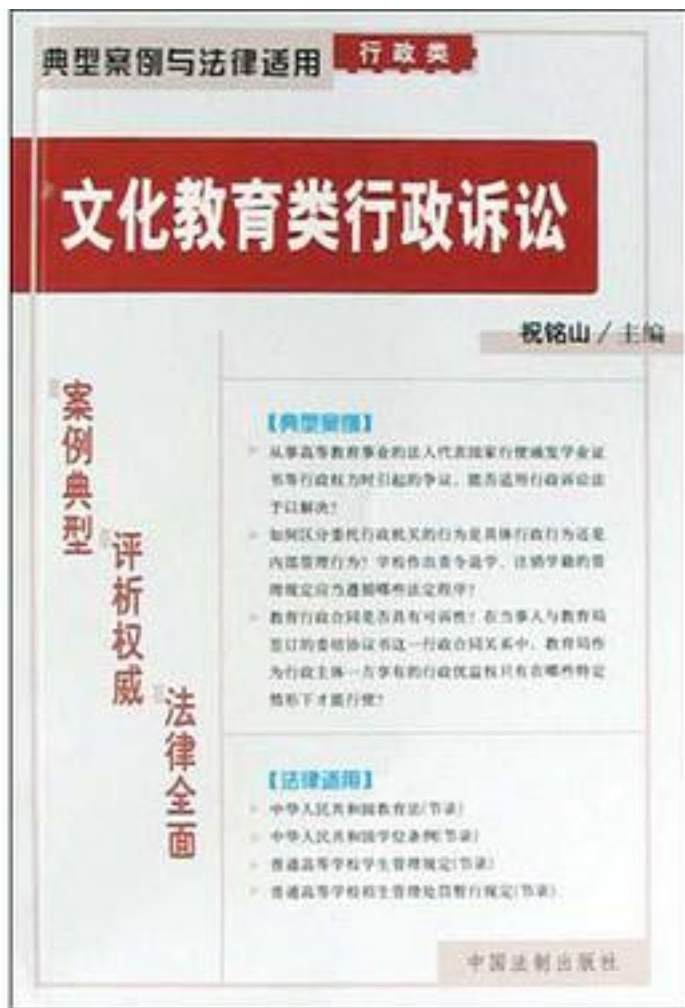 典型案例与法律适用
行政类
文化教育类行政诉讼
祝铭山/主编
案例典型
评析权威
法律全面
【典型案例】
从事高等教育事业的法人代表国家行使颁发学业证
书等行政权力时引起的争议，能否适用行政诉讼法
予以解决？
如何区分委托行政机关的行为是具体行政行为还是
内部管理行为？学校作出责令退学、注销学籍的管
理规定应当遵循哪些法定程序？
教育行政合同是否具有可诉性？在当事人与教育局
签订的委培协议书这一行政合同关系中，教育局作
为行政主体一方享有的行政优益权只有在哪些特定
情形下才能行使？
【法律适用】
中华人民共和国教育法(节录)
中华人民共和国学位条例(节录)
普通高等学校学生管理规定(节录)
普通高等学校招生管理处罚暂行规定(节录)
中国法制出版社